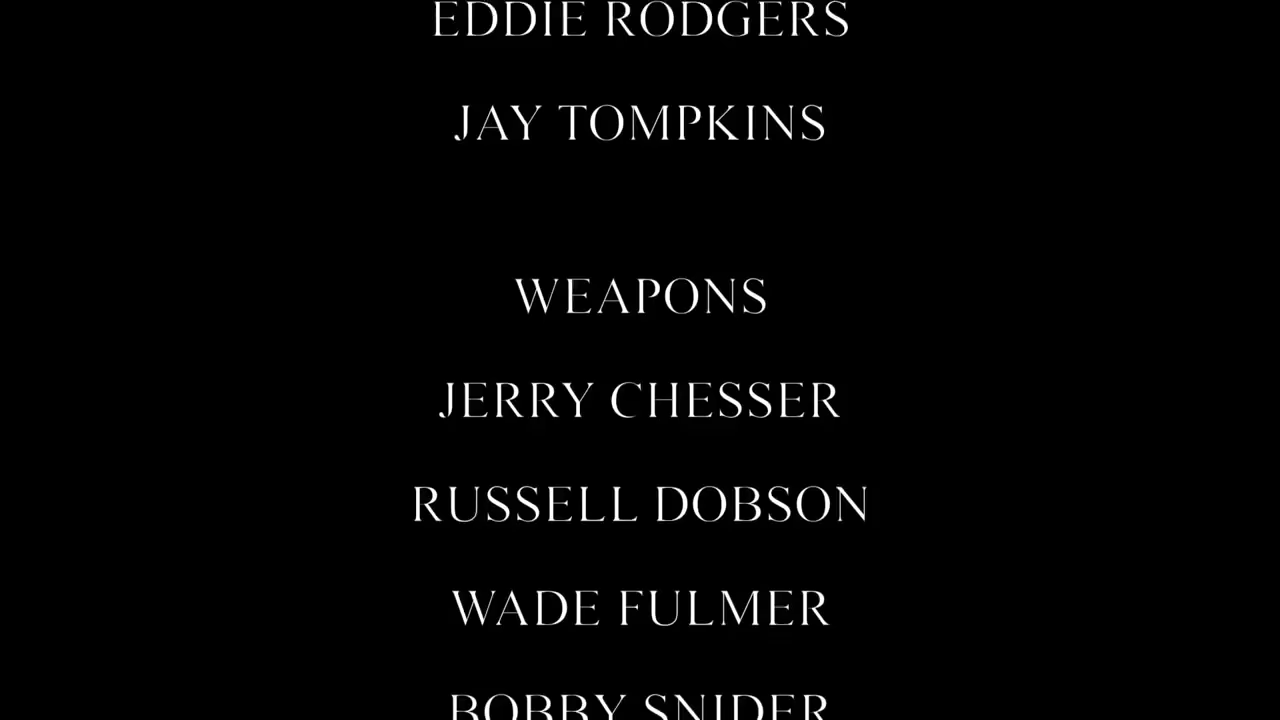 EDDIE RODGERS
JAY TOMPKINS
WEAPONS
JERRY CHESSER
RUSSELL DOBSON
WADE FULMER
BOBBY SNIDER